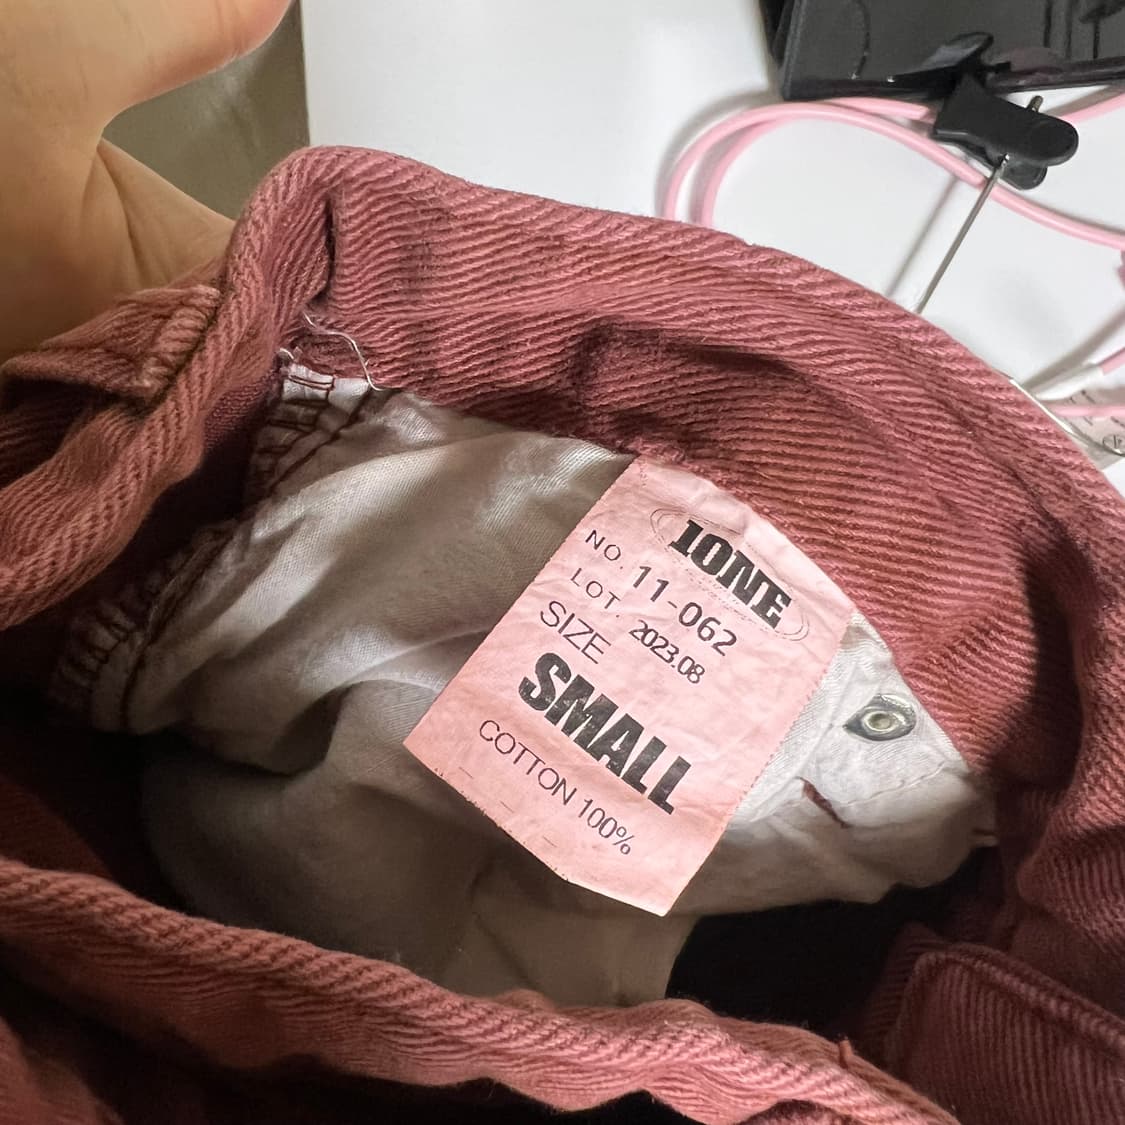 IONE
NO. 11-062
LOT. 2023.08
SIZE
SMALL
COTTON 100%